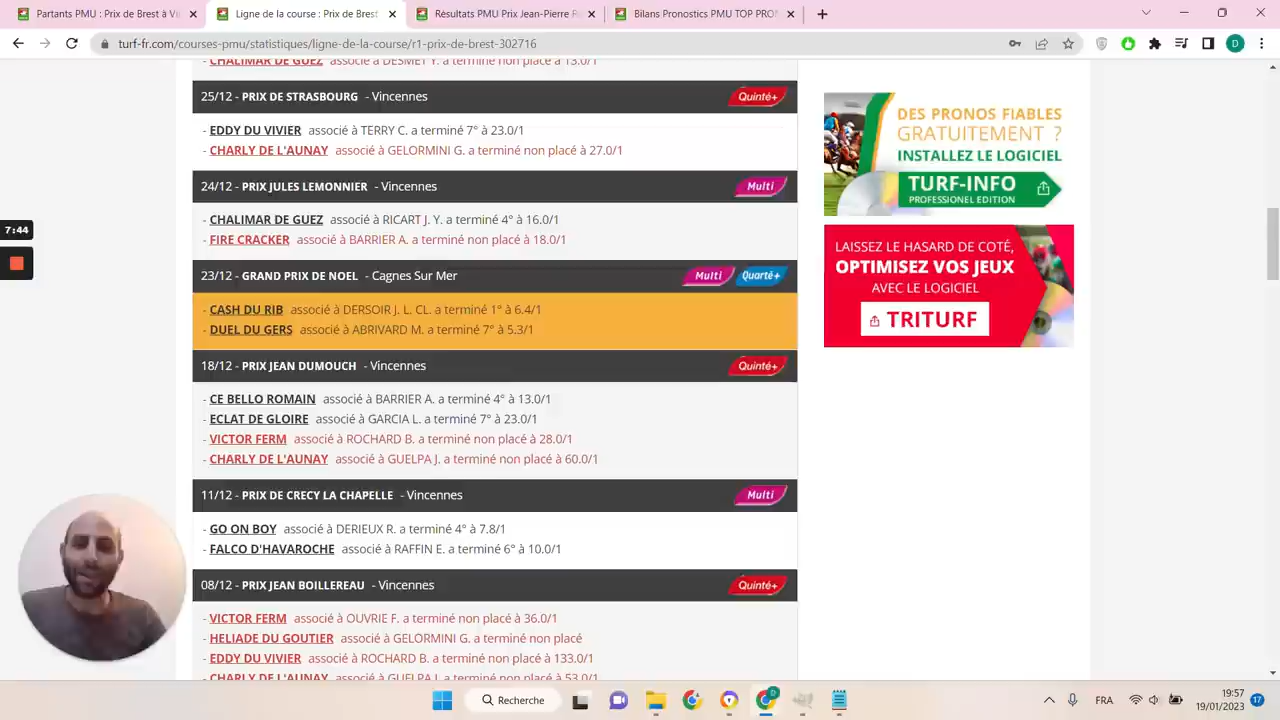 Partants PMU : Prix de Brest à Vi
Ligne de la course : Prix de Brest
Résultats PMU Prix Jean-Pierre R
Bilans Pronostics PMU TOP PRO
turf-fr.com/courses-pmu/statistiques/ligne-de-la-course/r1-prix-de-brest-302716
D
- CHALIMAR DE GUEZ associé à DESMET Y. a terminé non placé à 13.0/1
25/12 - PRIX DE STRASBOURG - Vincennes Quinté+
- EDDY DU VIVIER associé à TERRY C. a terminé 7° à 23.0/1
- CHARLY DE L'AUNAY associé à GELORMINI G. a terminé non placé à 27.0/1
24/12 - PRIX JULES LEMONNIER - Vincennes Multi
- CHALIMAR DE GUEZ associé à RICART J. Y. a terminé 4° à 16.0/1
- FIRE CRACKER associé à BARRIER A. a terminé non placé à 18.0/1
23/12 - GRAND PRIX DE NOEL - Cagnes Sur Mer Multi Quarté+
- CASH DU RIB associé à DERSOIR J. L. CL. a terminé 1° à 6.4/1
- DUEL DU GERS associé à ABRIVARD M. a terminé 7° à 5.3/1
18/12 - PRIX JEAN DUMOUCH - Vincennes Quinté+
- CE BELLO ROMAIN associé à BARRIER A. a terminé 4° à 13.0/1
- ECLAT DE GLOIRE associé à GARCIA L. a terminé 7° à 23.0/1
- VICTOR FERM associé à ROCHARD B. a terminé non placé à 28.0/1
- CHARLY DE L'AUNAY associé à GUELPA J. a terminé non placé à 60.0/1
11/12 - PRIX DE CRECY LA CHAPELLE - Vincennes Multi
- GO ON BOY associé à DERIEUX R. a terminé 4° à 7.8/1
- FALCO D'HAVAROCHE associé à RAFFIN E. a terminé 6° à 10.0/1
08/12 - PRIX JEAN BOILLEREAU - Vincennes Quinté+
- VICTOR FERM associé à OUVRIE F. a terminé non placé à 36.0/1
- HELIADE DU GOUTIER associé à GELORMINI G. a terminé non placé
- EDDY DU VIVIER associé à ROCHARD B. a terminé non placé à 133.0/1
- CHARLY DE L'AUNAY associé à GUELPA J. a terminé non placé à 53.0/1
DES PRONOS FIABLES
GRATUITEMENT ?
INSTALLEZ LE LOGICIEL
TURF-INFO
PROFESSIONEL EDITION
LAISSEZ LE HASARD DE COTÉ,
OPTIMISEZ VOS JEUX
AVEC LE LOGICIEL
TRITURF
7:44
Recherche
FRA
19:57
19/01/2023
17